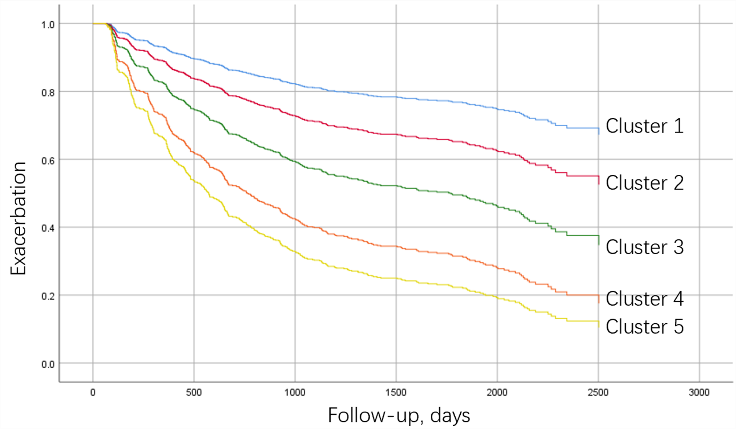 1.0
0.8
0.6
0.4
0.2
0.0
Exacerbation
Cluster 1
Cluster 2
Cluster 3
Cluster 4
Cluster 5
0 500 1000 1500 2000 2500 3000
Follow-up, days